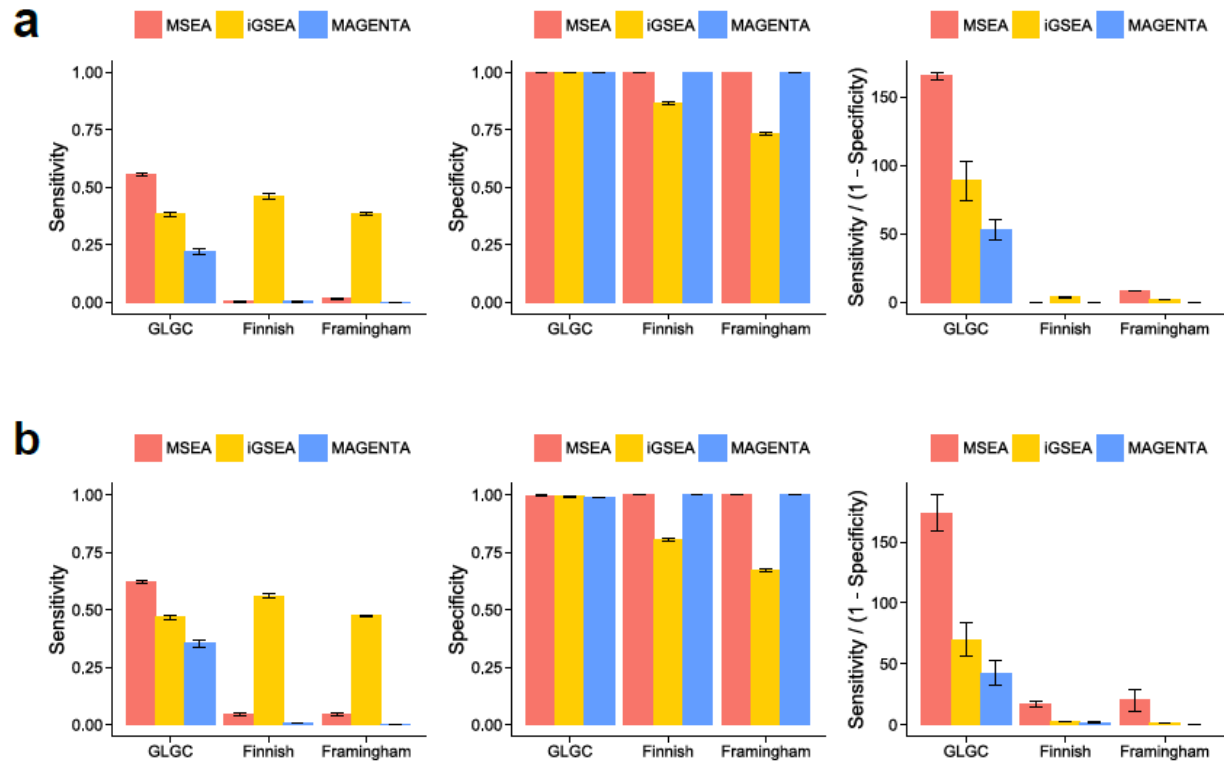 a
MSEA iGSEA MAGENTA
Sensitivity
1.00
0.75
0.50
0.25
0.00
GLGC Finnish Framingham
MSEA iGSEA MAGENTA
Specificity
1.00
0.75
0.50
0.25
0.00
GLGC Finnish Framingham
MSEA iGSEA MAGENTA
Sensitivity / (1 - Specificity)
150
100
50
0
GLGC Finnish Framingham
b
MSEA iGSEA MAGENTA
Sensitivity
1.00
0.75
0.50
0.25
0.00
GLGC Finnish Framingham
MSEA iGSEA MAGENTA
Specificity
1.00
0.75
0.50
0.25
0.00
GLGC Finnish Framingham
MSEA iGSEA MAGENTA
Sensitivity / (1 - Specificity)
150
100
50
0
GLGC Finnish Framingham